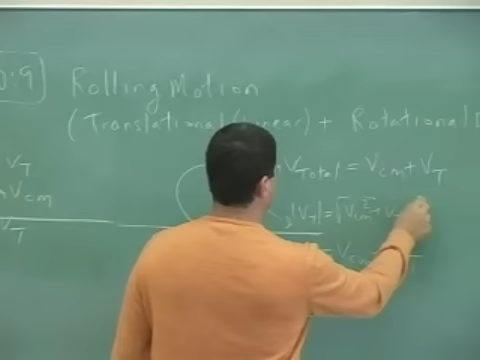 0.9 Rolling Motion
(Translational (Linear) + Rotational
V_T
V_cm
V_T
V_Total = V_cm + V_T
|V_T| = √V_cm² +
V_cm